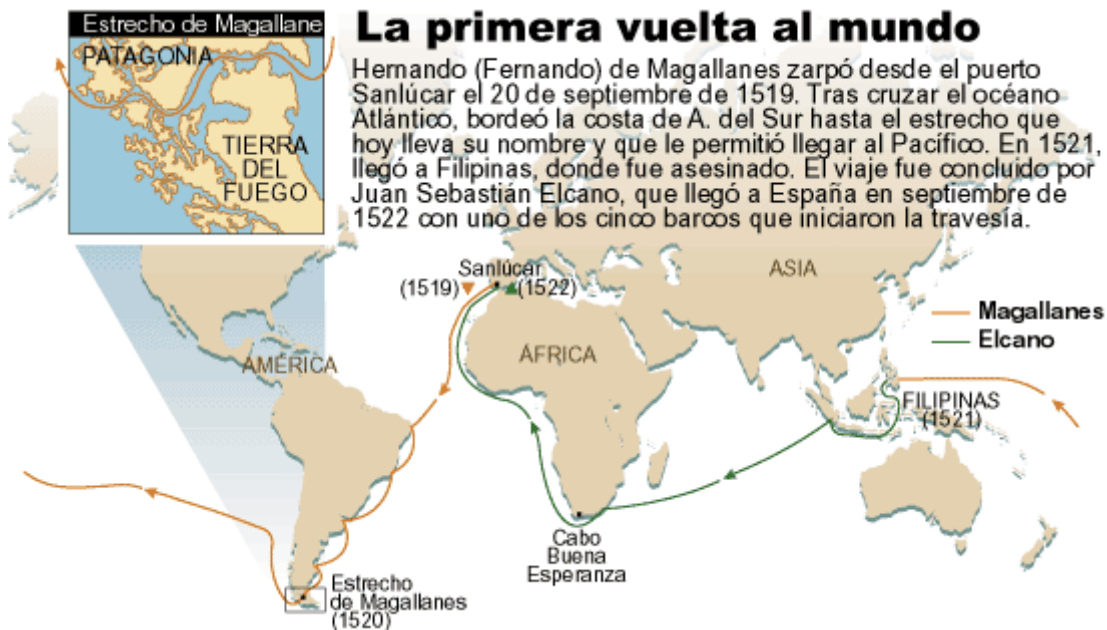 Estrecho de Magallane
PATAGONIA
TIERRA
DEL
FUEGO
La primera vuelta al mundo
Hernando (Fernando) de Magallanes zarpó desde el puerto
Sanlúcar el 20 de septiembre de 1519. Tras cruzar el océano
Atlántico, bordeó la costa de A. del Sur hasta el estrecho que
hoy lleva su nombre y que le permitió llegar al Pacífico. En 1521,
llegó a Filipinas, donde fue asesinado. El viaje fue concluido por
Juan Sebastián Elcano, que llegó a España en septiembre de
1522 con uno de los cinco barcos que iniciaron la travesía.
Sanlúcar
(1519) (1522)
ASIA
Magallanes
Elcano
AMÉRICA
ÁFRICA
FILIPINAS
(1521)
Cabo
Buena
Esperanza
Estrecho
de Magallanes
(1520)